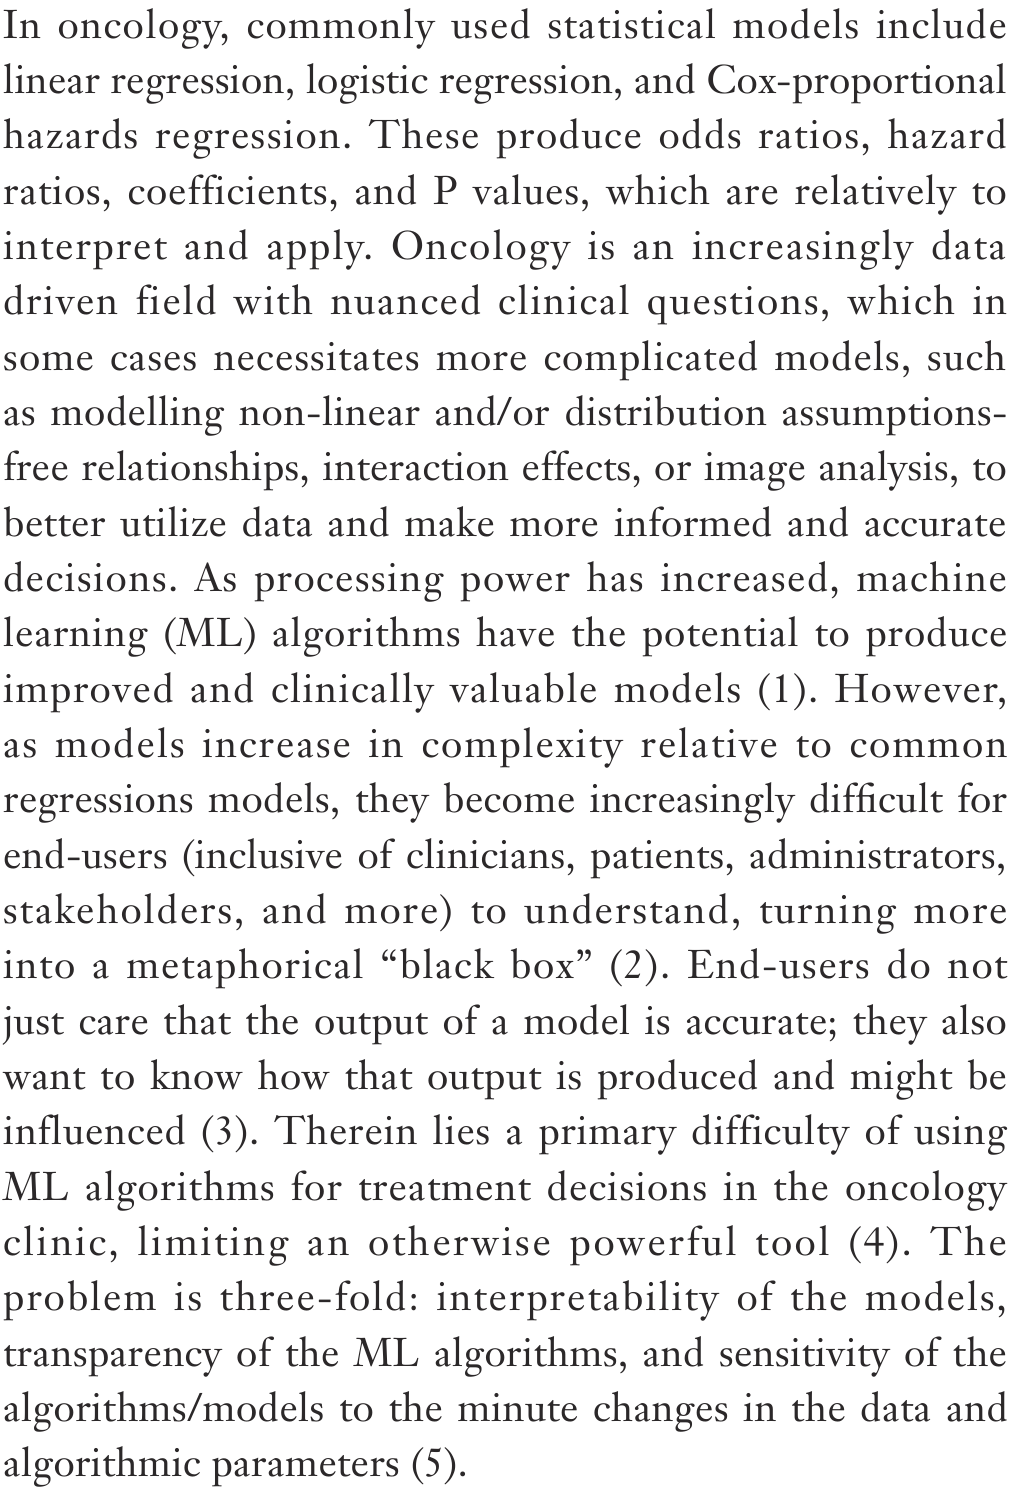 In oncology, commonly used statistical models include
linear regression, logistic regression, and Cox-proportional
hazards regression. These produce odds ratios, hazard
ratios, coefficients, and P values, which are relatively to
interpret and apply. Oncology is an increasingly data
driven field with nuanced clinical questions, which in
some cases necessitates more complicated models, such
as modelling non-linear and/or distribution assumptions-
free relationships, interaction effects, or image analysis, to
better utilize data and make more informed and accurate
decisions. As processing power has increased, machine
learning (ML) algorithms have the potential to produce
improved and clinically valuable models (1). However,
as models increase in complexity relative to common
regressions models, they become increasingly difficult for
end-users (inclusive of clinicians, patients, administrators,
stakeholders, and more) to understand, turning more
into a metaphorical “black box” (2). End-users do not
just care that the output of a model is accurate; they also
want to know how that output is produced and might be
influenced (3). Therein lies a primary difficulty of using
ML algorithms for treatment decisions in the oncology
clinic, limiting an otherwise powerful tool (4). The
problem is three-fold: interpretability of the models,
transparency of the ML algorithms, and sensitivity of the
algorithms/models to the minute changes in the data and
algorithmic parameters (5).